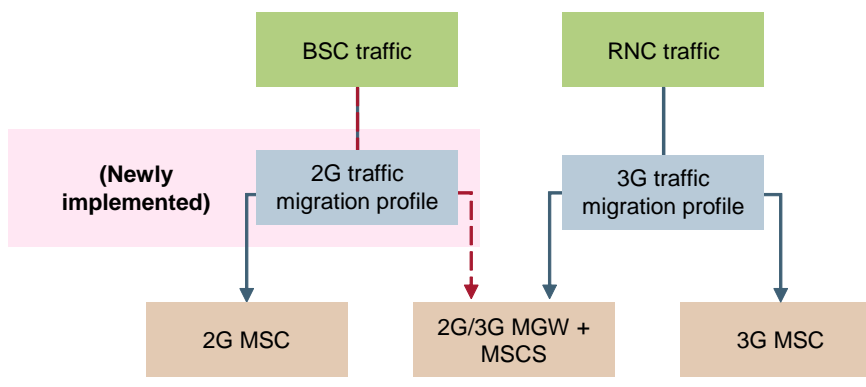 BSC traffic
RNC traffic
(Newly
implemented)
2G traffic
migration profile
3G traffic
migration profile
2G MSC
2G/3G MGW +
MSCS
3G MSC